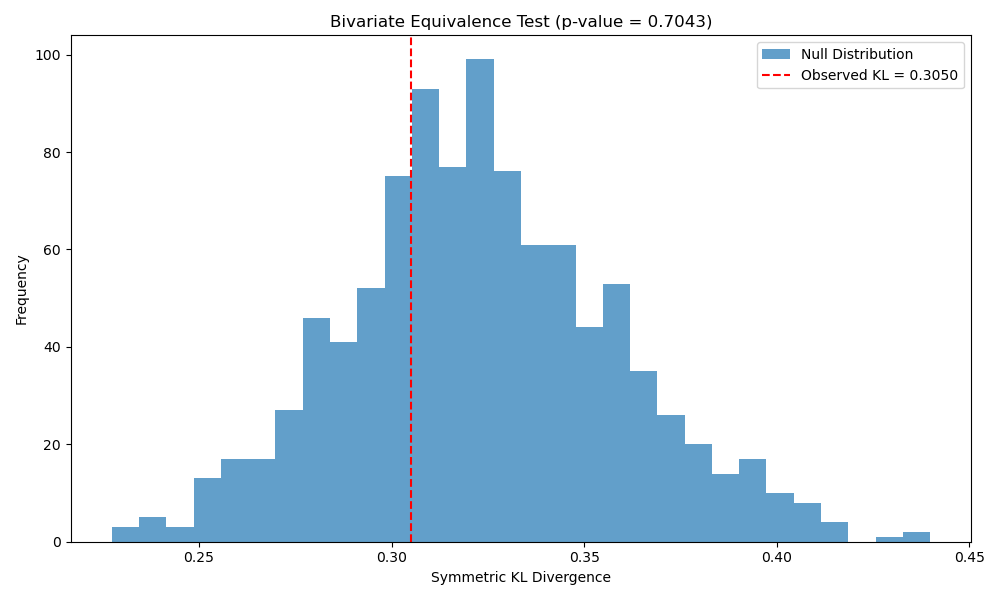 Bivariate Equivalence Test (p-value = 0.7043)
Null Distribution
Observed KL = 0.3050
Frequency
100
80
60
40
20
0
0.25
0.30
0.35
0.40
0.45
Symmetric KL Divergence